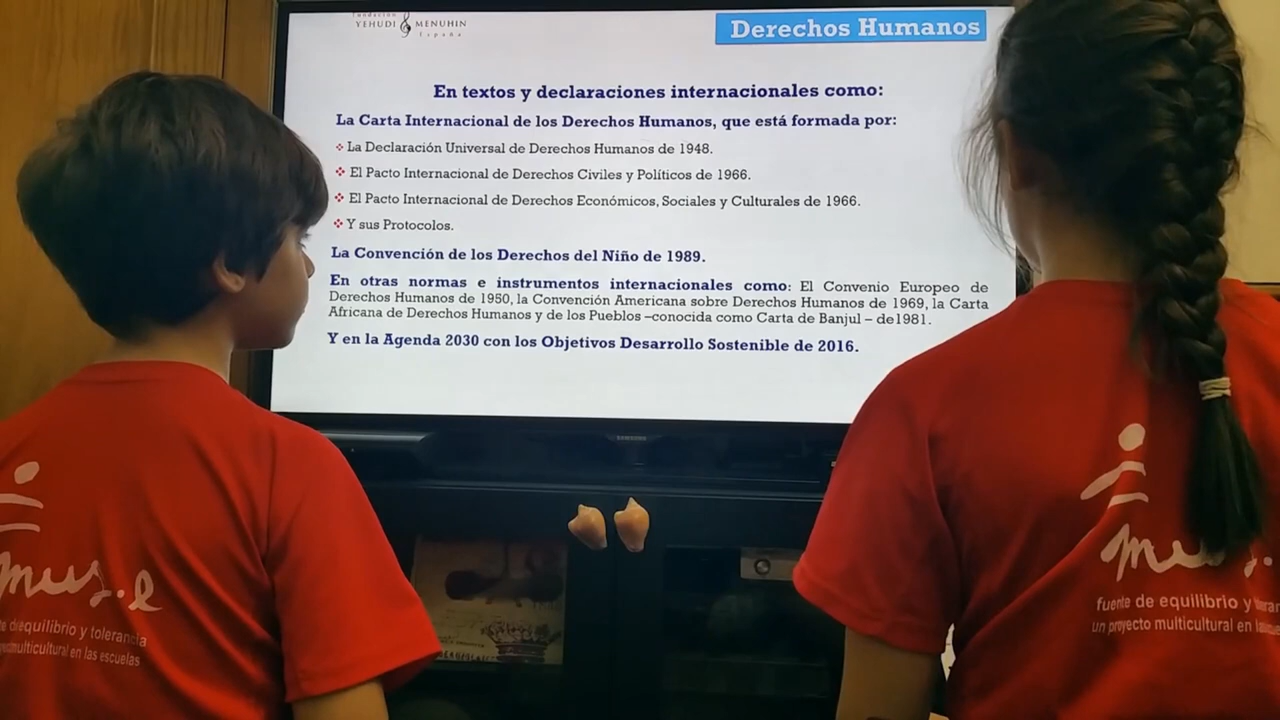 Fundación
YEHUDI MENUHIN
España
Derechos Humanos
En textos y declaraciones internacionales como:
La Carta Internacional de los Derechos Humanos, que está formada por:
La Declaración Universal de Derechos Humanos de 1948.
El Pacto Internacional de Derechos Civiles y Políticos de 1966.
El Pacto Internacional de Derechos Económicos, Sociales y Culturales de 1966.
Y sus Protocolos.
La Convención de los Derechos del Niño de 1989.
En otras normas e instrumentos internacionales como: El Convenio Europeo de
Derechos Humanos de 1950, la Convención Americana sobre Derechos Humanos de 1969, la Carta
Africana de Derechos Humanos y de los Pueblos –conocida como Carta de Banjul – de1981.
Y en la Agenda 2030 con los Objetivos Desarrollo Sostenible de 2016.
SAMSUNG
mus.e
de equilibrio y tolerancia
multicultural en las escuelas
mus.
fuente de equilibrio y
un proyecto multicultural en